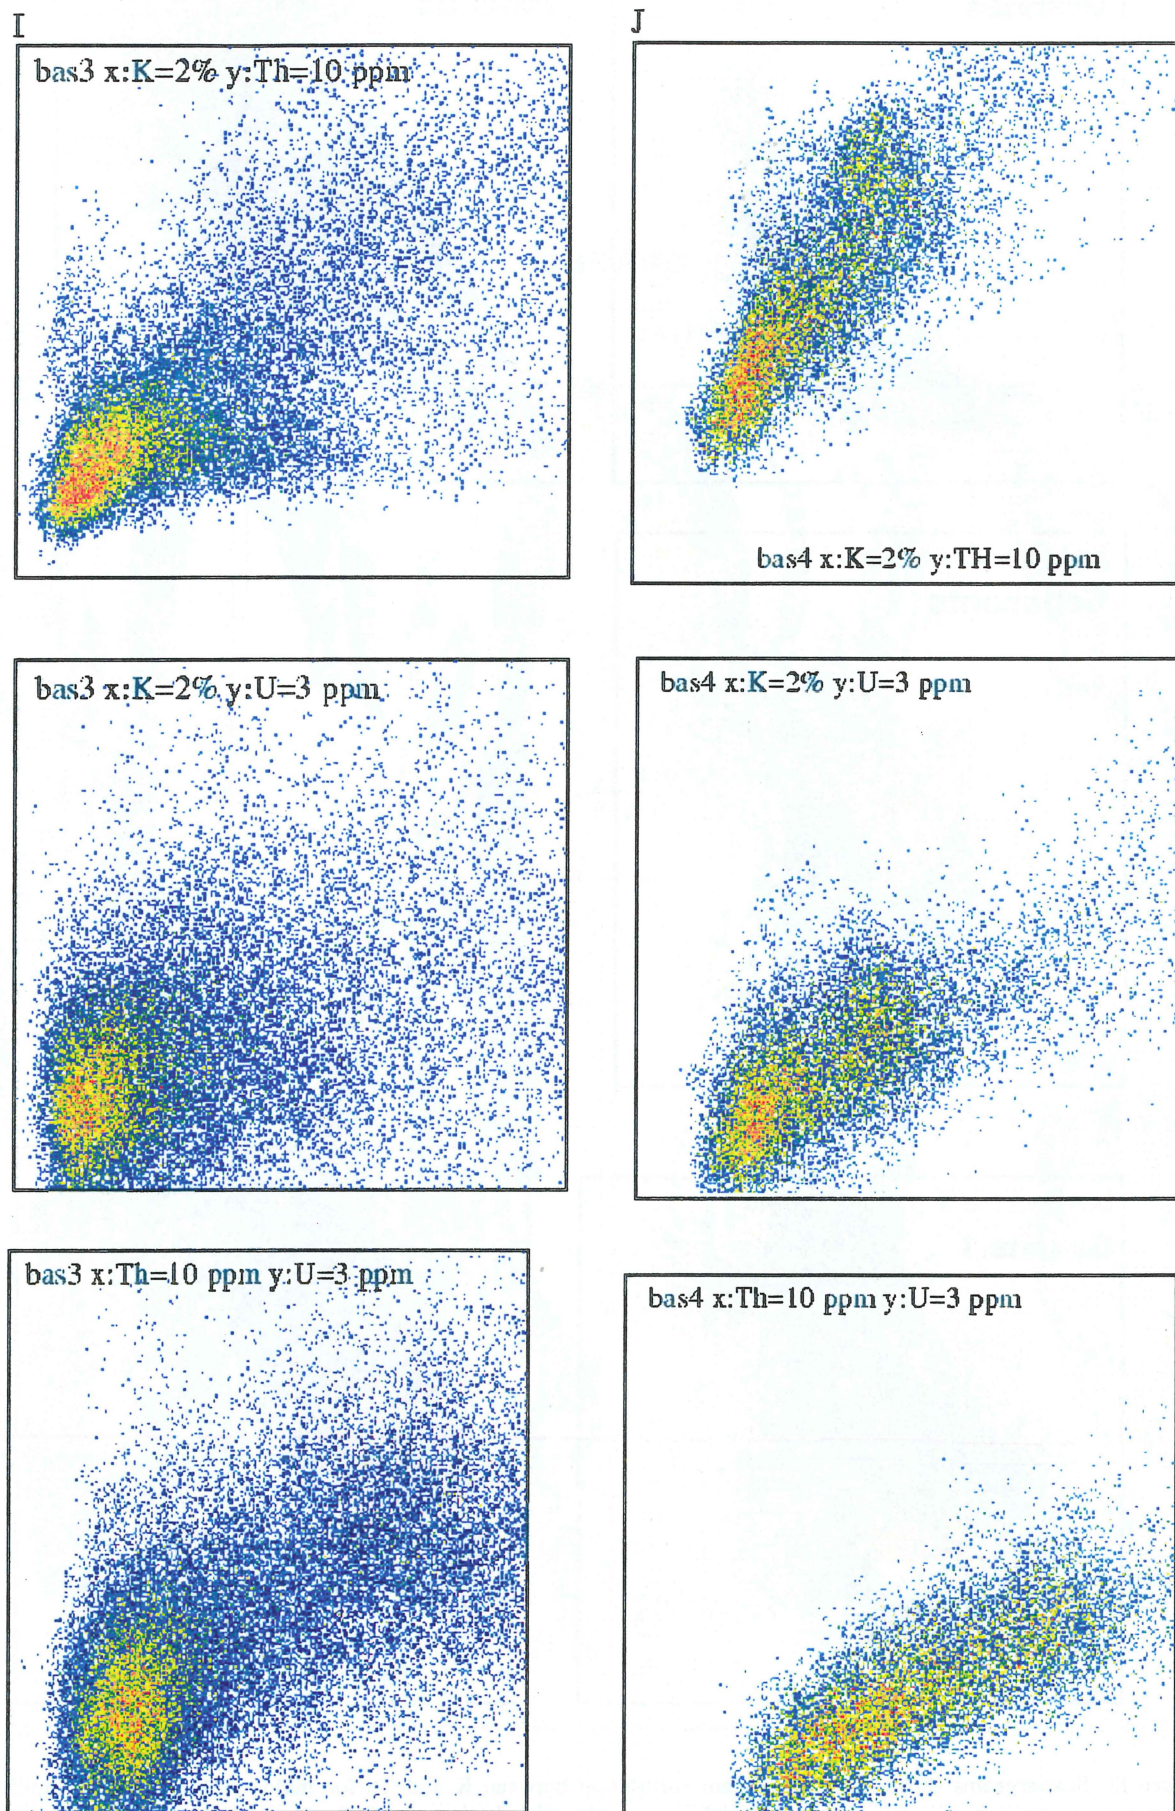 I
J
bas3 x:K=2% y:Th=10 ppm
bas4 x:K=2% y:TH=10 ppm
bas3 x:K=2% y:U=3 ppm
bas4 x:K=2% y:U=3 ppm
bas3 x:Th=10 ppm y:U=3 ppm
bas4 x:Th=10 ppm y:U=3 ppm